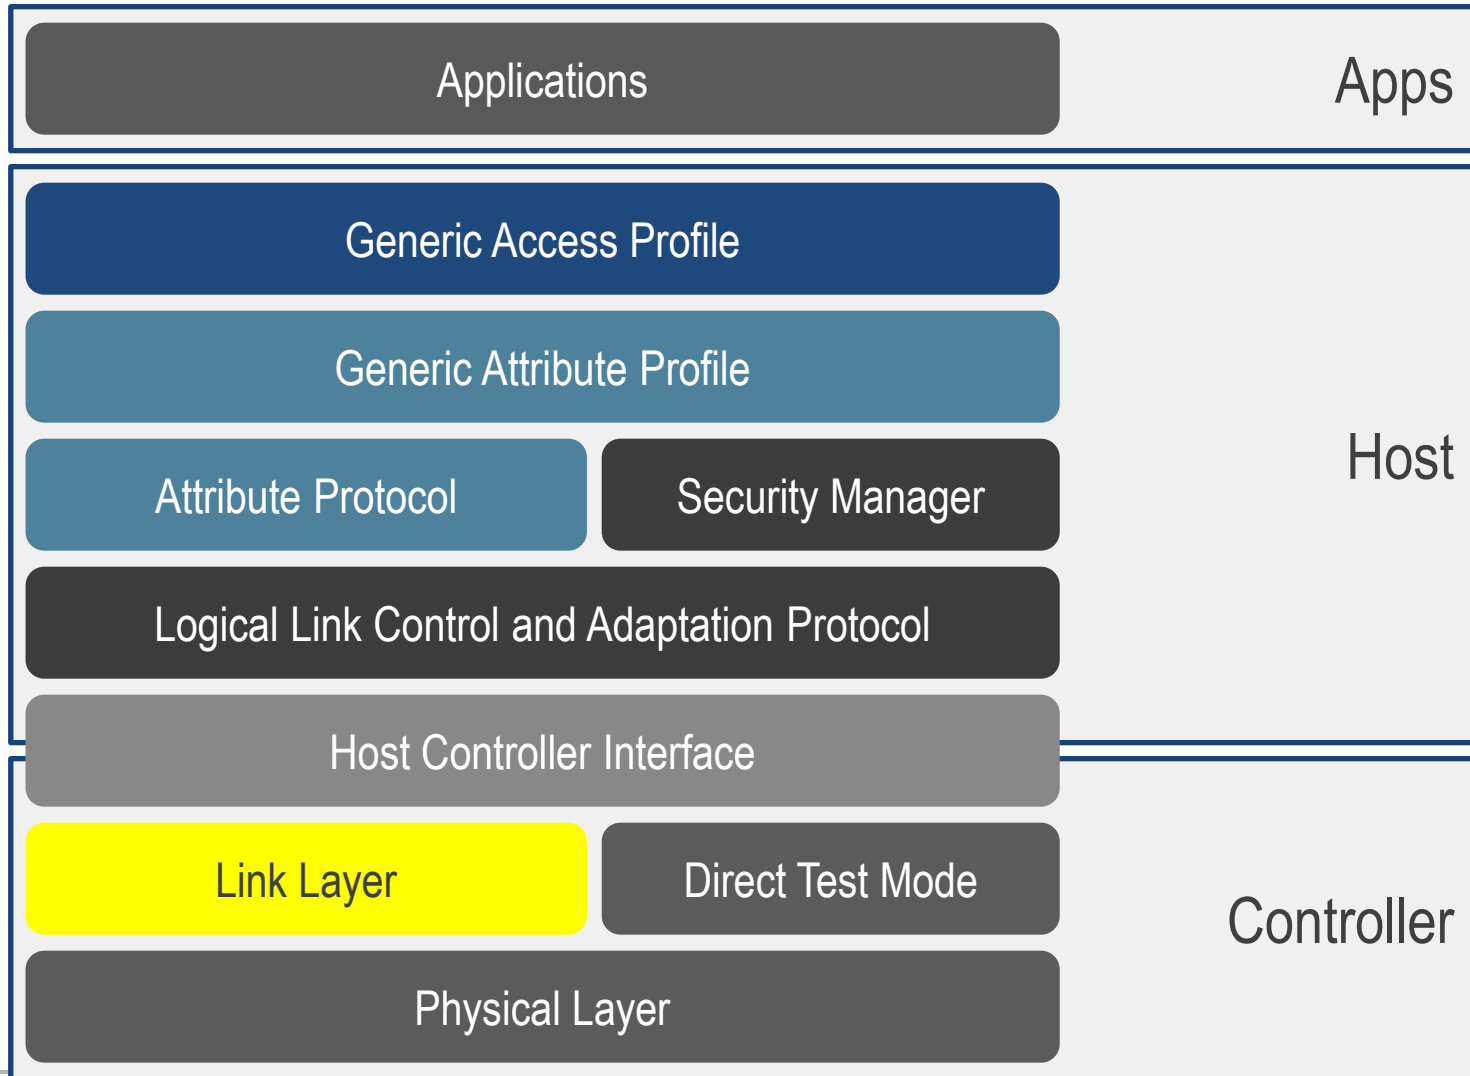 Applications
Apps
Generic Access Profile
Generic Attribute Profile
Attribute Protocol
Security Manager
Host
Logical Link Control and Adaptation Protocol
Host Controller Interface
Link Layer
Direct Test Mode
Controller
Physical Layer